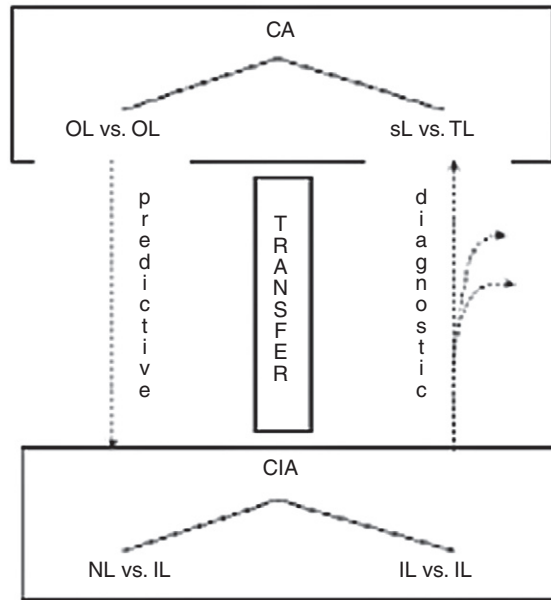 CA
OL vs. OL
sL vs. TL
predictive
TRANSFER
diagnostic
CIA
NL vs. IL
IL vs. IL